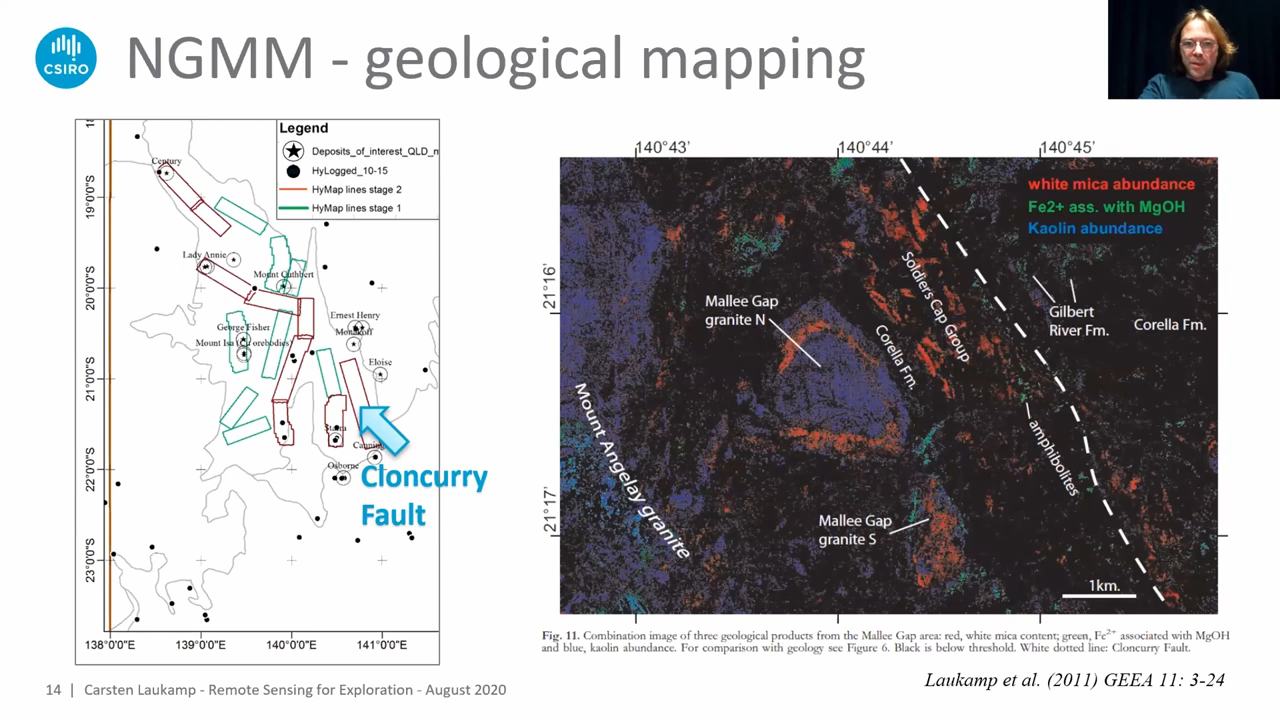 CSIRO
NGMM - geological mapping
Legend
Deposits_of_interest_QLD_m
HyLogged_10-15
HyMap lines stage 2
HyMap lines stage 1
19°0'0"S
20°0'0"S
21°0'0"S
22°0'0"S
23°0'0"S
138°0'0"E
139°0'0"E
140°0'0"E
141°0'0"E
Century
Lady Annie
Mount Cuthbert
Ernest Henry
George Fisher
Mount Isa
Eloise
Osborne
Cloncurry
Fault
140°43'
140°44'
140°45'
21°16'
21°17'
white mica abundance
Fe2+ ass. with MgOH
Kaolin abundance
Mallee Gap
granite N
Soldiers Cap Group
Corella Fm.
Gilbert
River Fm.
Corella Fm.
amphibolites
Mount Angelay granite
Mallee Gap
granite S
1km.
Fig. 11. Combination image of three geological products from the Mallee Gap area: red, white mica content; green, Fe2+ associated with MgOH
and blue, kaolin abundance. For comparison with geology see Figure 6. Black is below threshold. White dotted line: Cloncurry Fault.
Laukamp et al. (2011) GEEA 11: 3-24
14 | Carsten Laukamp - Remote Sensing for Exploration - August 2020